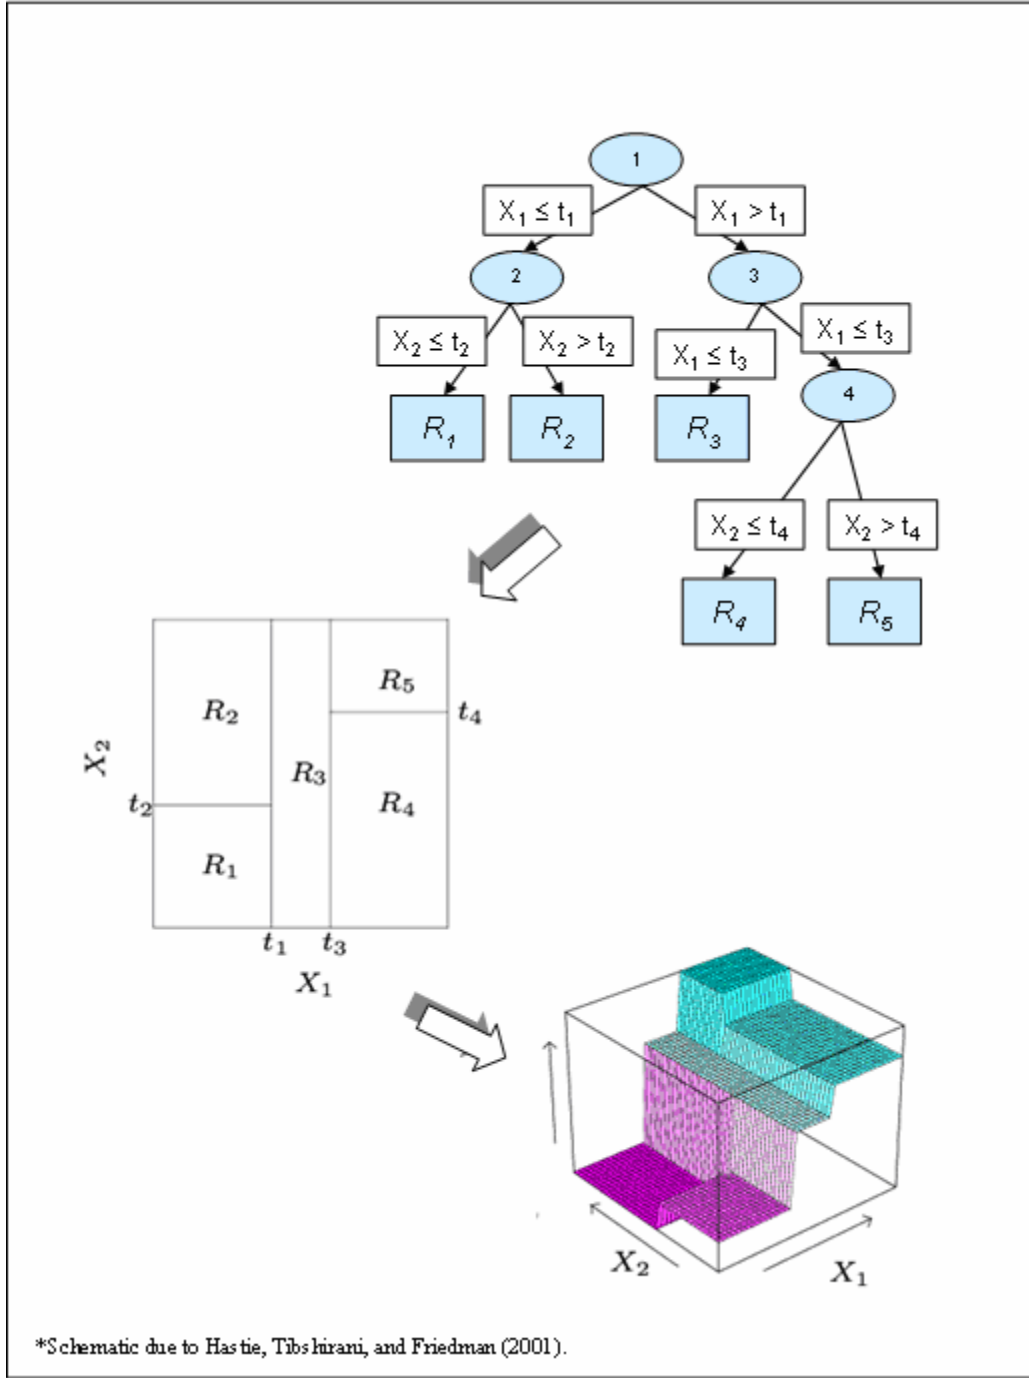 1
X₁ ≤ t₁
X₁ > t₁
2
3
X₂ ≤ t₂
X₂ > t₂
X₁ ≤ t₃
X₁ ≤ t₃
4
R₁
R₂
R₃
X₂ ≤ t₄
X₂ > t₄
R₄
R₅
R₅
R₂
t₄
X₂
R₃
R₄
t₂
R₁
t₁
t₃
X₁
X₂
X₁
*Schematic due to Hastie, Tibshirani, and Friedman (2001).